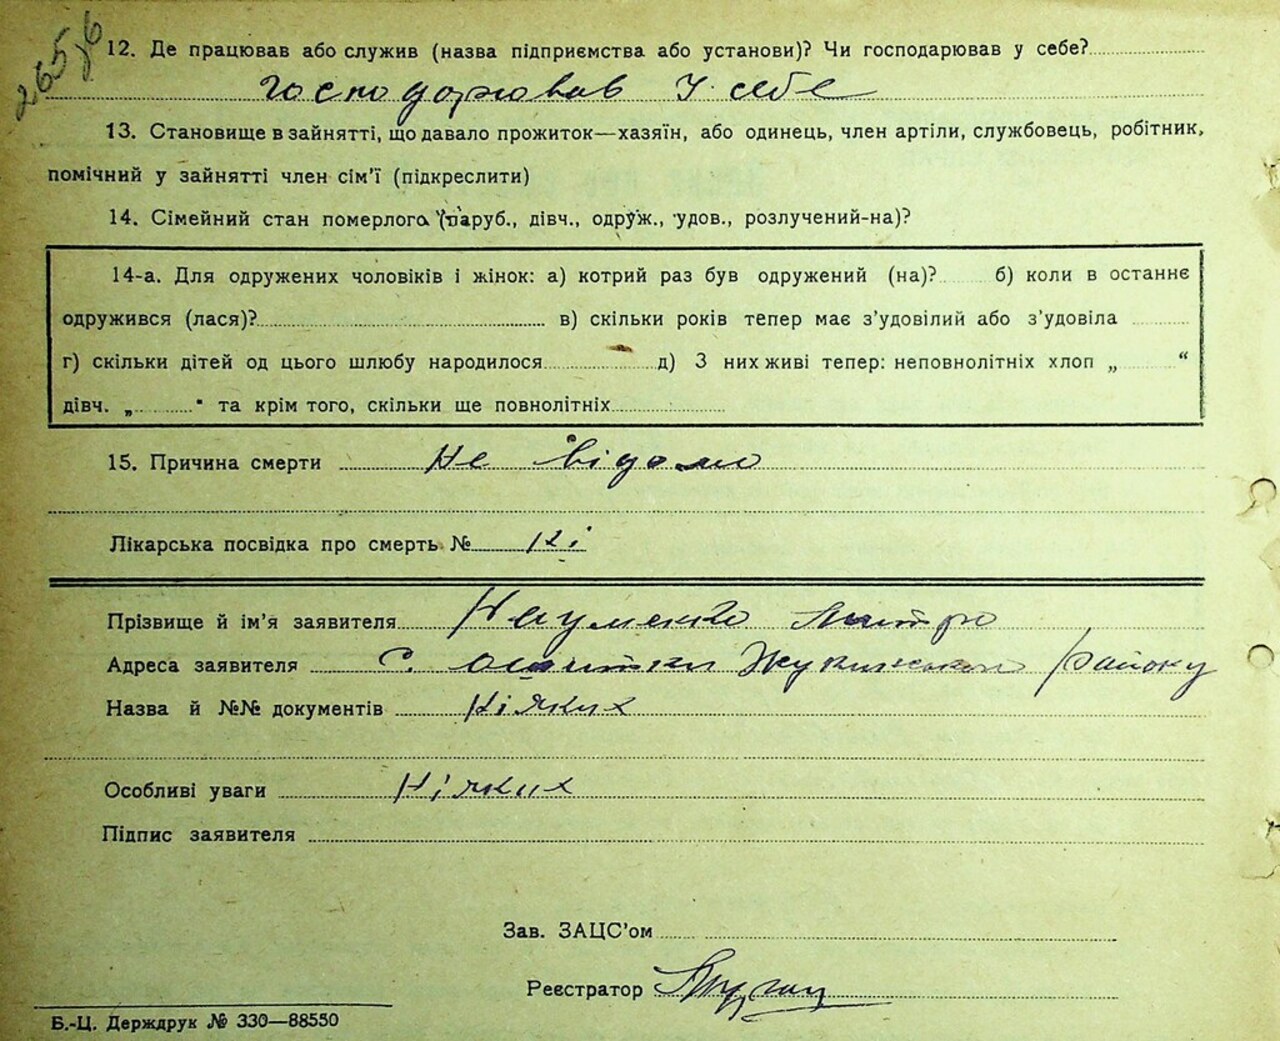 12. Де працював або служив (назва підприємства або установи)? Чи господарював у себе?
Господарював У себе
13. Становище в зайнятті, що давало прожиток—хазяїн, або одинець, член артіли, службовець, робітник,
помічний у зайнятті член сім'ї (підкреслити)
14. Сімейний стан померлого (паруб., дівч., одруж., удов., розлучений-на)?
14-а. Для одружених чоловіків і жінок: а) котрий раз був одружений (на)? б) коли в останнє
одружився (лася)? в) скільки років тепер має з'удовілий або з'удовіла
г) скільки дітей од цього шлюбу народилося д) З них живі тепер: неповнолітніх хлоп „ “
дівч. „ " та крім того, скільки ще повнолітніх
15. Причина смерти Не відомо
Лікарська посвідка про смерть № Ні
Прізвище й ім'я заявителя Науменко Дмитро
Адреса заявителя С. Жукинського району
Назва й №№ документів Ніяких
Особливі уваги Ніяких
Підпис заявителя
Зав. ЗАЦС'ом
Реєстратор
Б.-Ц. Держдрук № 330—88550